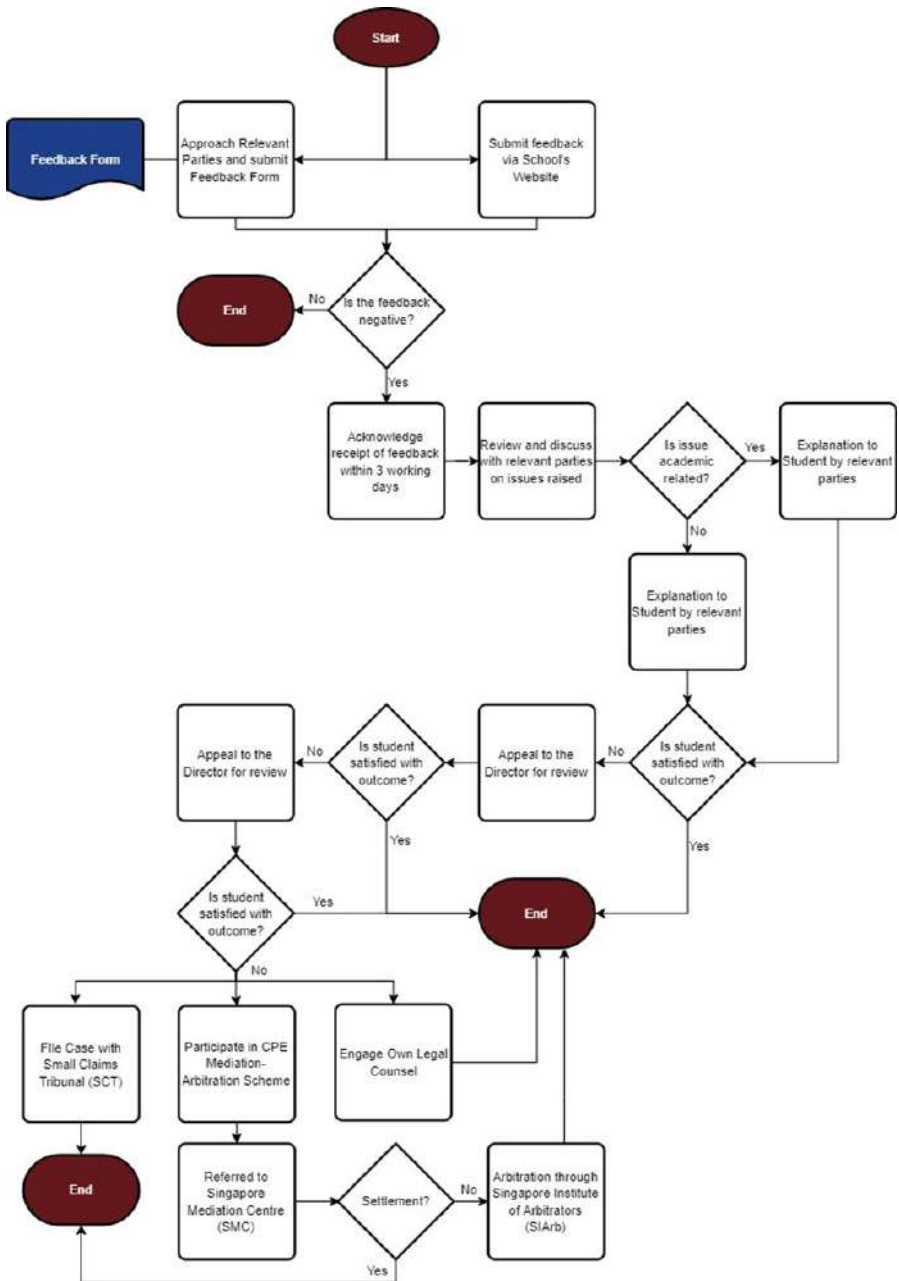 Start
Feedback Form
Approach Relevant
Parties and submit
Feedback Form
Submit feedback
via School's
Website
End
No
Is the feedback
negative?
Yes
Acknowledge
receipt of feedback
within 3 working
days
Review and discuss
with relevant parties
on issues raised
Is issue
academic
related?
Yes
Explanation to
Student by relevant
parties
No
Explanation to
Student by relevant
parties
Appeal to the
Director for review
No
Is student
satisfied with
outcome?
Appeal to the
Director for review
No
Is student
satisfied with
outcome?
Yes
Yes
Is student
satisfied with
outcome?
Yes
End
No
File Case with
Small Claims
Tribunal (SCT)
Participate in CPE
Mediation-
Arbitration Scheme
Engage Own Legal
Counsel
End
Referred to
Singapore
Mediation Centre
(SMC)
Settlement?
No
Arbitration through
Singapore Institute
of Arbitrators
(SIArb)
Yes